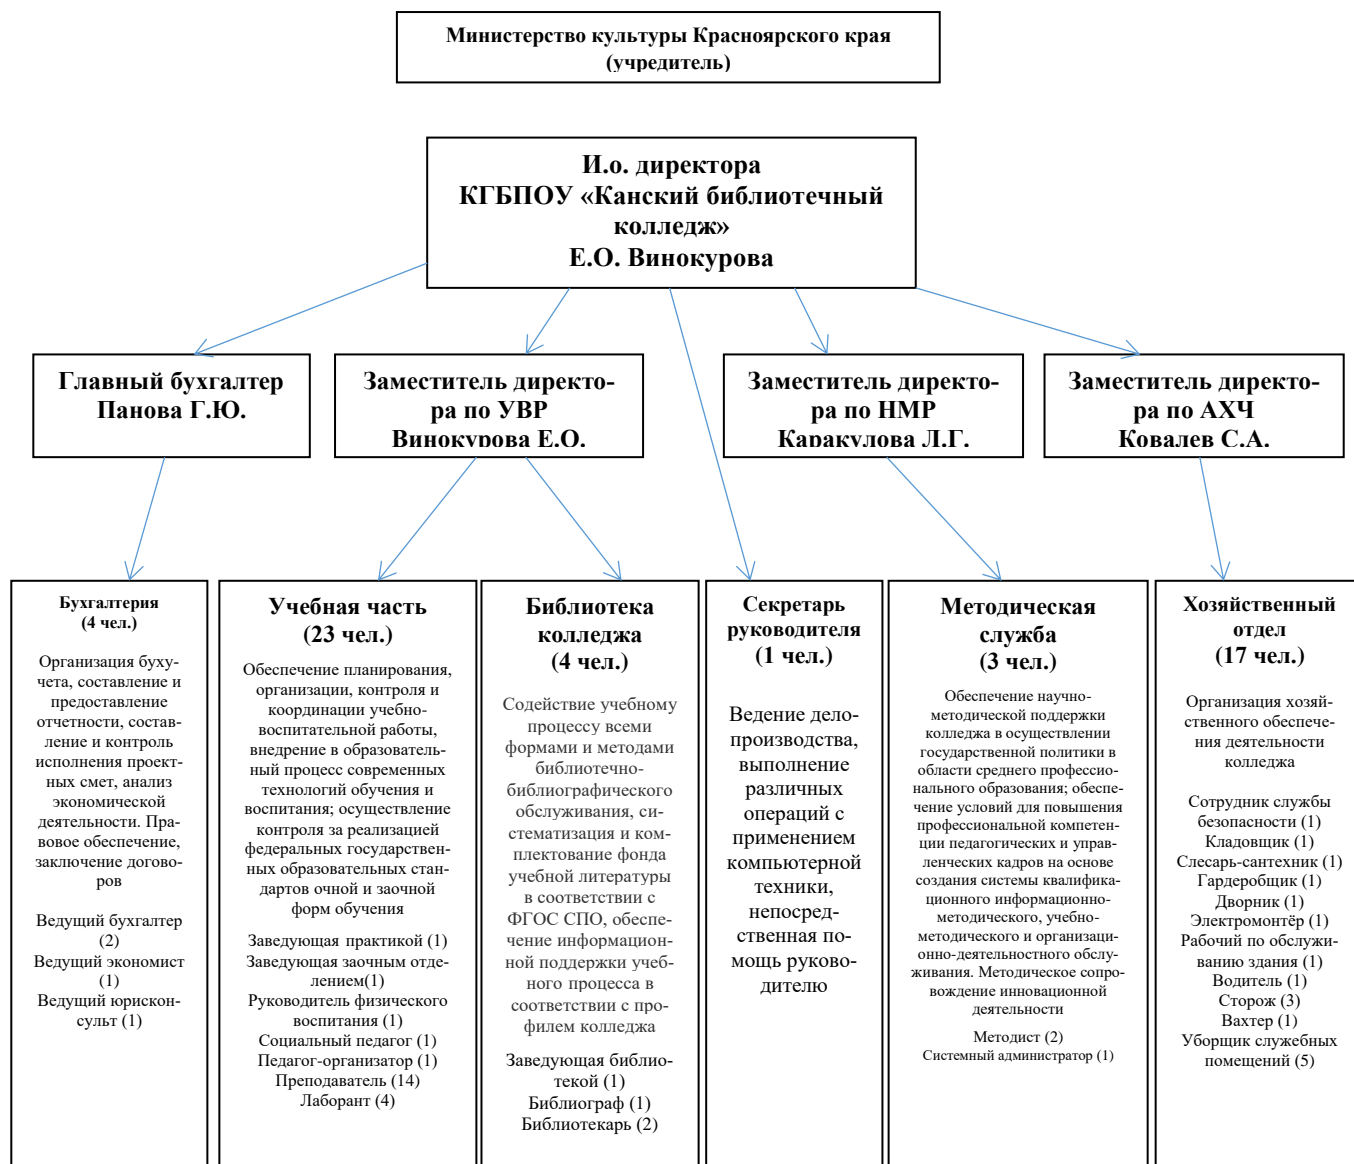 Министерство культуры Красноярского края
(учредитель)
И.о. директора
КГБПОУ «Канский библиотечный
колледж»
Е.О. Винокурова
Главный бухгалтер
Панова Г.Ю.
Заместитель директо-
ра по УВР
Винокурова Е.О.
Заместитель директо-
ра по НМР
Каракулова Л.Г.
Заместитель директо-
ра по АХЧ
Ковалев С.А.
Бухгалтерия
(4 чел.)
Организация бух-
учета, составление и
предоставление
отчетности, состав-
ление и контроль
исполнения проект-
ных смет, анализ
экономической
деятельности. Пра-
вовое обеспечение,
заключение догово-
ров
Ведущий бухгалтер
(2)
Ведущий экономист
(1)
Ведущий юрискон-
сульт (1)
Учебная часть
(23 чел.)
Обеспечение планирования,
организации, контроля и
координации учебно-
воспитательной работы,
внедрение в образователь-
ный процесс современных
технологий обучения и
воспитания; осуществление
контроля за реализацией
федеральных государствен-
ных образовательных стан-
дартов очной и заочной
форм обучения
Заведующая практикой (1)
Заведующая заочным отде-
лением(1)
Руководитель физического
воспитания (1)
Социальный педагог (1)
Педагог-организатор (1)
Преподаватель (14)
Лаборант (4)
Библиотека
колледжа
(4 чел.)
Содействие учебному
процессу всеми
формами и методами
библиотечно-
библиографического
обслуживания, си-
стематизация и ком-
плектование фонда
учебной литературы
в соответствии с
ФГОС СПО, обеспе-
чение информацион-
ной поддержки учеб-
ного процесса в
соответствии с про-
филем колледжа
Заведующая библио-
текой (1)
Библиограф (1)
Библиотекарь (2)
Секретарь
руководителя
(1 чел.)
Ведение дело-
производства,
выполнение
различных
операций с
применением
компьютерной
техники,
непосред-
ственная по-
мощь руково-
дителю
Методическая
служба
(3 чел.)
Обеспечение научно-
методической поддержки
колледжа в осуществлении
государственной политики в
области среднего профессио-
нального образования; обеспе-
чение условий для повышения
профессиональной компетен-
ции педагогических и управ-
ленческих кадров на основе
создания системы квалифика-
ционного информационно-
методического, учебно-
методического и организаци-
онно-деятельностного обслу-
живания. Методическое сопро-
вождение инновационной
деятельности
Методист (2)
Системный администратор (1)
Хозяйственный
отдел
(17 чел.)
Организация хозяй-
ственного обеспече-
ния деятельности
колледжа
Сотрудник службы
безопасности (1)
Кладовщик (1)
Слесарь-сантехник (1)
Гардеробщик (1)
Дворник (1)
Электромонтёр (1)
Рабочий по обслужи-
ванию здания (1)
Водитель (1)
Сторож (3)
Вахтер (1)
Уборщик служебных
помещений (5)